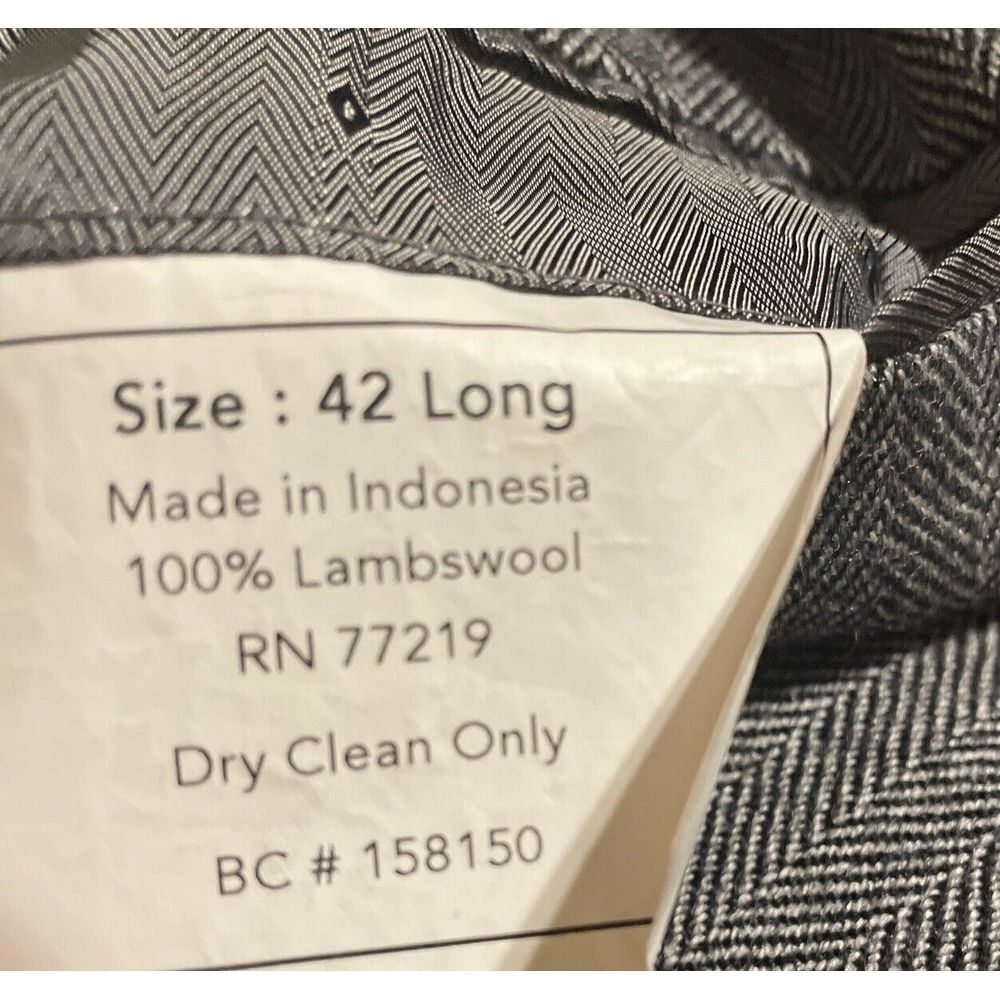 Size : 42 Long
Made in Indonesia
100% Lambswool
RN 77219
Dry Clean Only
BC # 158150